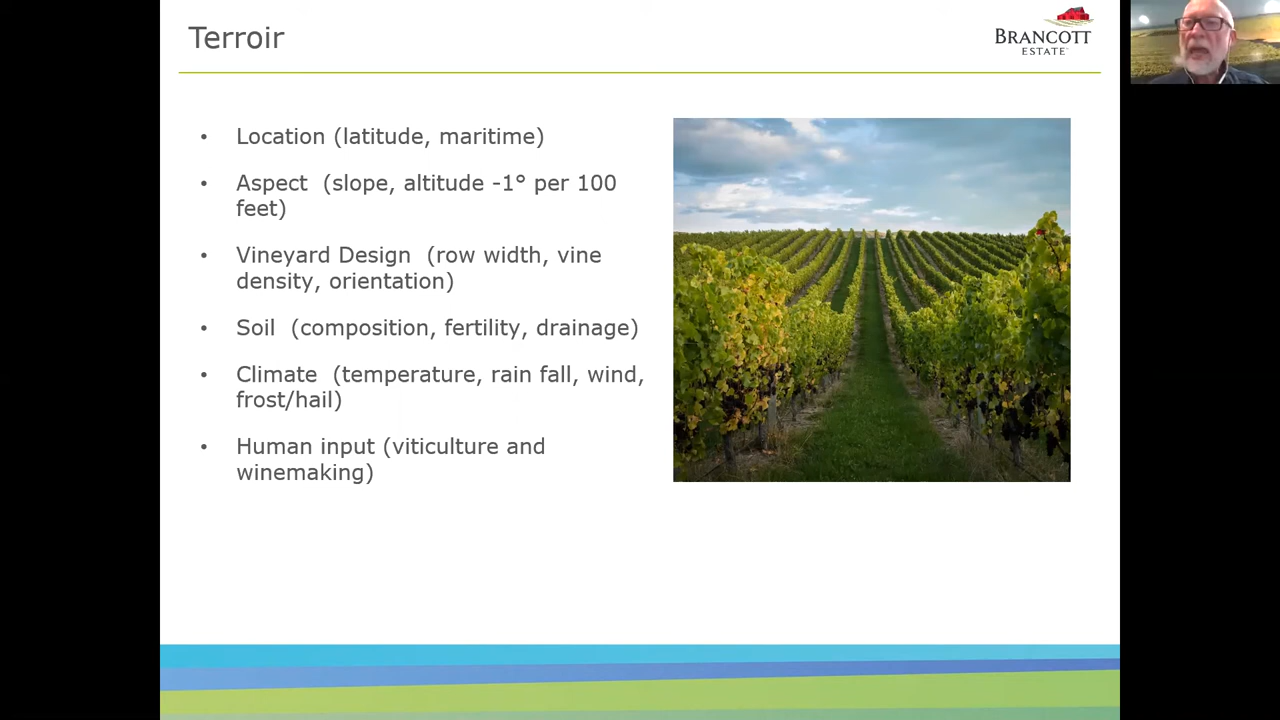 Terroir
BRANCOTT
ESTATE
• Location (latitude, maritime)
• Aspect (slope, altitude -1° per 100
feet)
• Vineyard Design (row width, vine
density, orientation)
• Soil (composition, fertility, drainage)
• Climate (temperature, rain fall, wind,
frost/hail)
• Human input (viticulture and
winemaking)